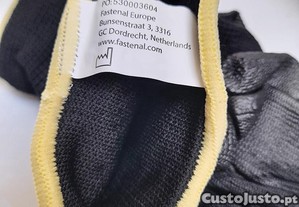 PO:530003604
Fastenal Europe
Bunsenstraat 3, 3316
GC Dordrecht, Netherlands
www.fastenal.com
CustoJusto.pt